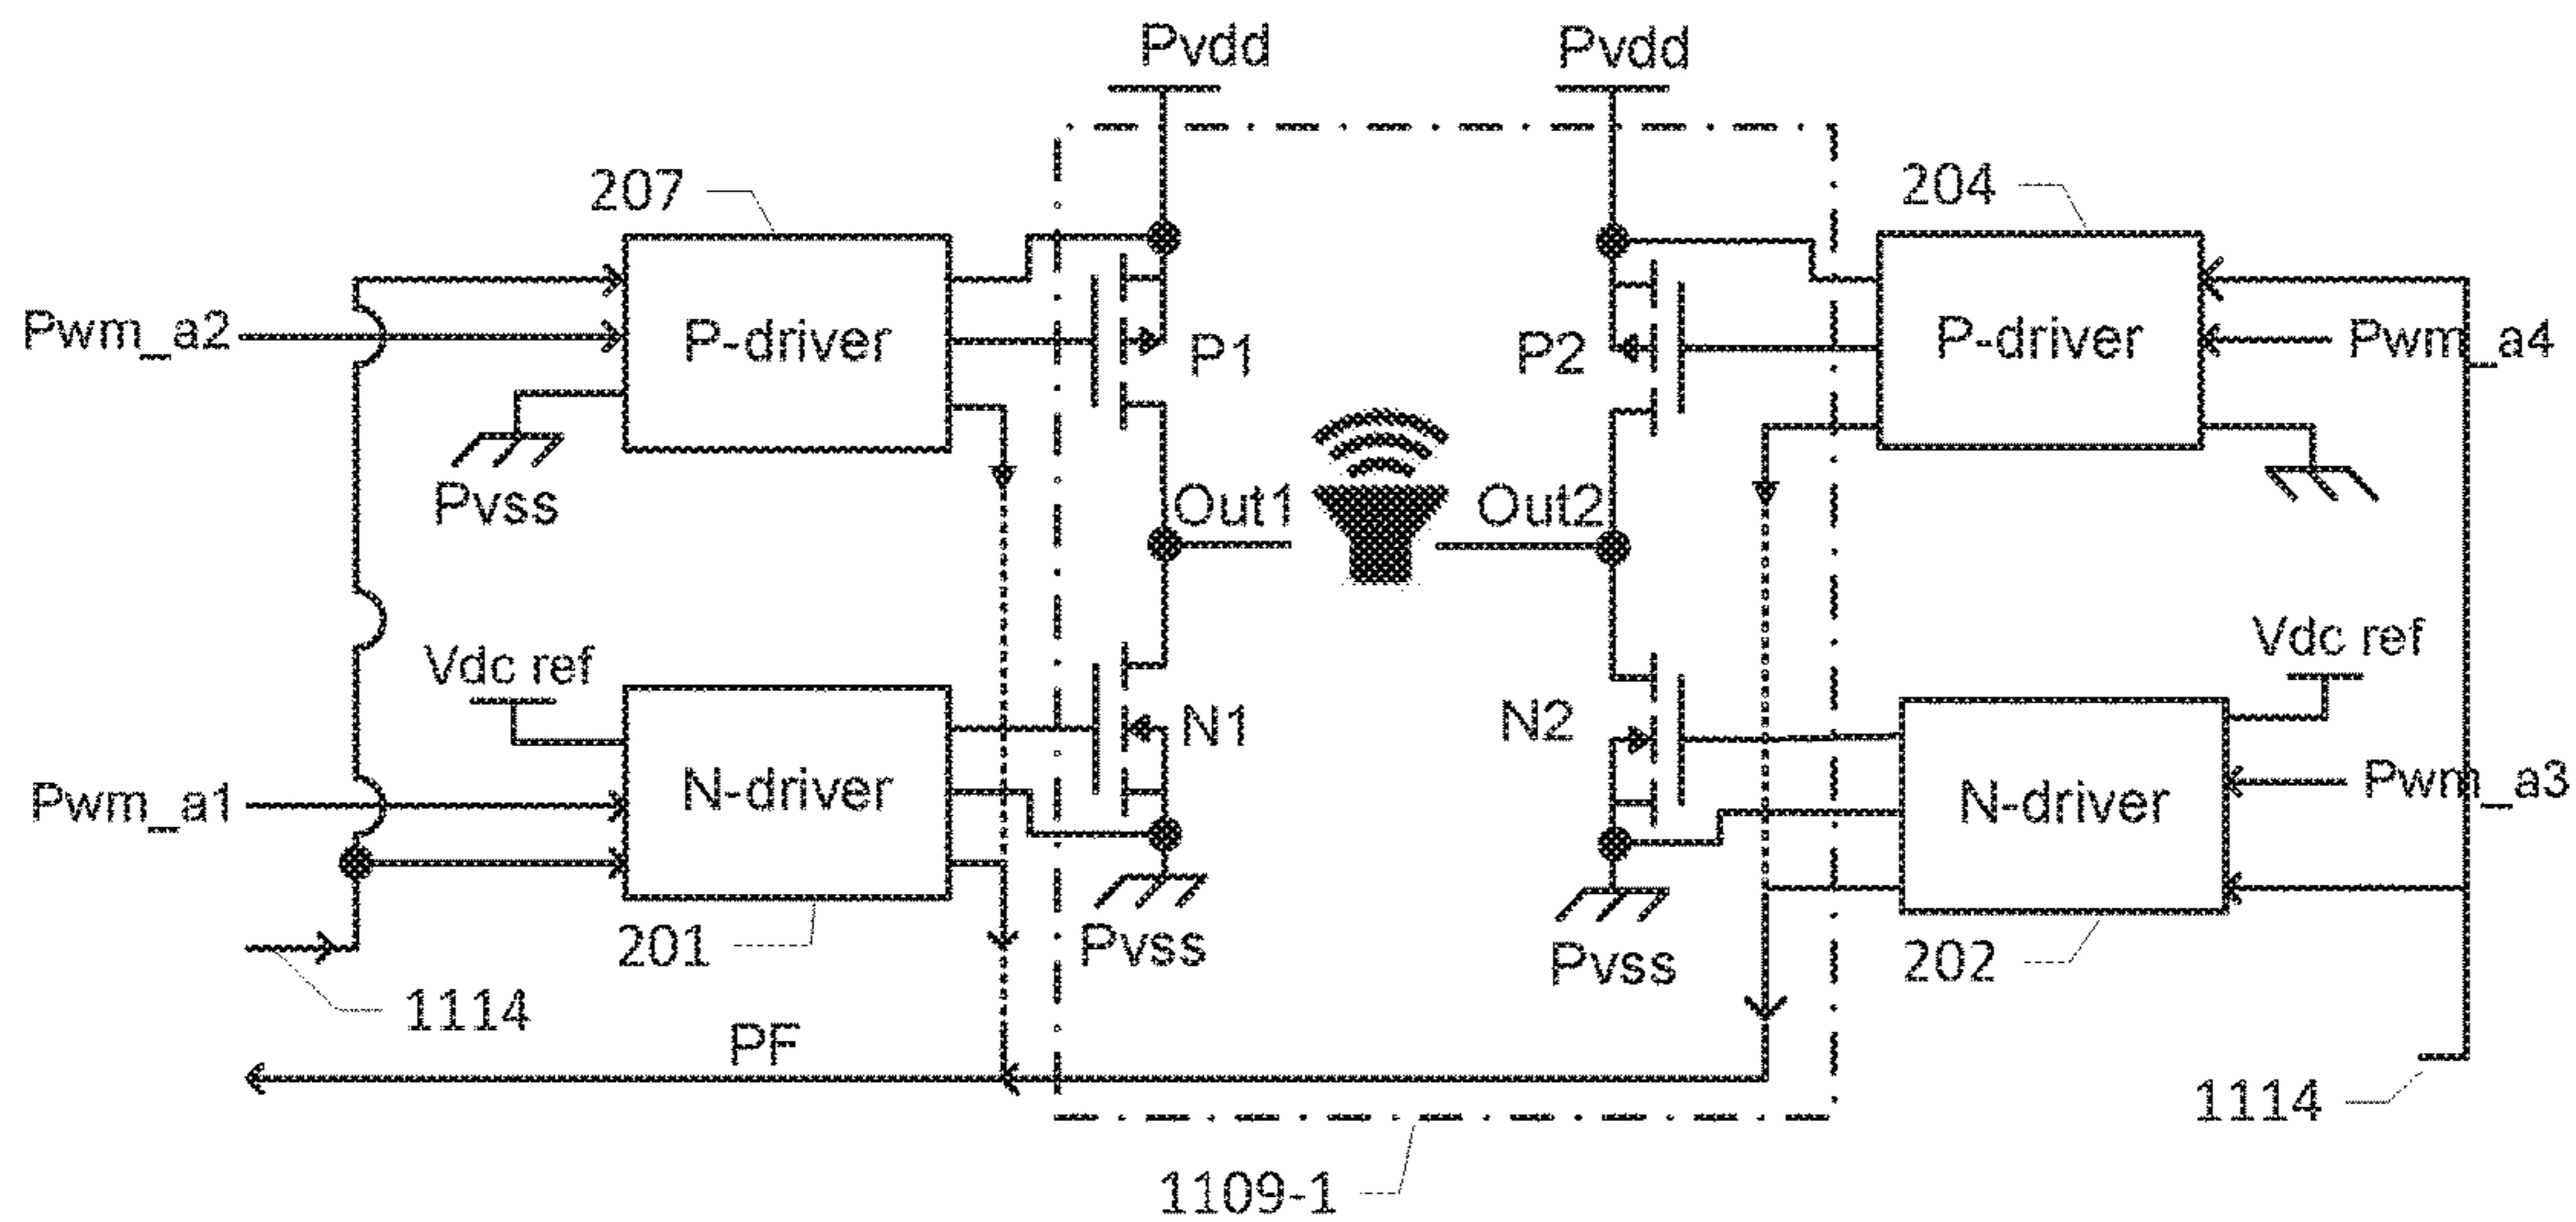 Pvdd
Pvdd
207
204
Pwm_a2
P-driver
P1
P2
P-driver
Pwm_a4
Pvss
Out1
Out2
Vdc ref
Vdc ref
Pwm_a1
N-driver
N1
N2
N-driver
Pwm_a3
201
Pvss
Pvss
202
1114
PF
1114
1109-1